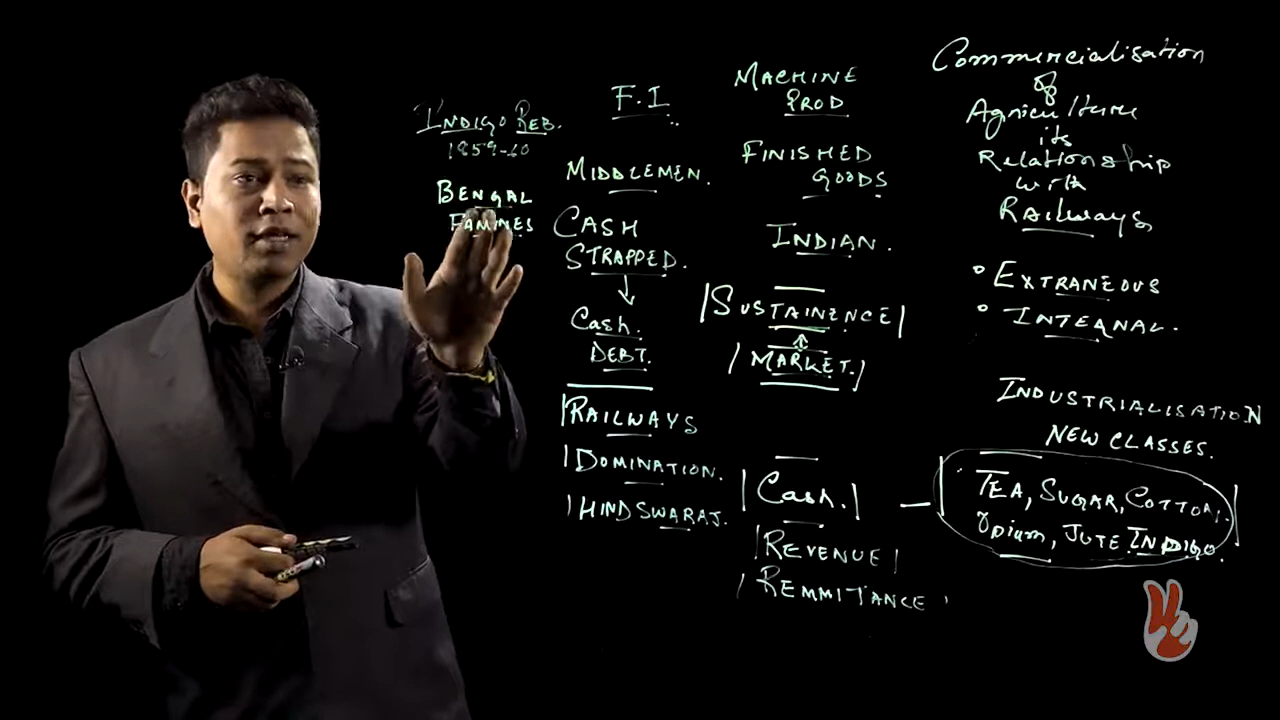 Commercialisation
of
Agriculture
its
Relationship
with
Railways
° EXTRANEOUS
° INTERNAL.
INDUSTRIALISATION
NEW CLASSES.
TEA, SUGAR, COTTON,
Opium, JUTE INDIGO.
MACHINE
PROD
FINISHED
GOODS
INDIAN.
|SUSTAINENCE|
|MARKET.|
|Cash.| —
|REVENUE|
|REMMITANCE
F.I
MIDDLEMEN.
CASH
STRAPPED.
↓
Cash.
DEBT.
|RAILWAYS
|DOMINATION.
|HINDSWARAJ.
INDIGO REB.
1859-60
BENGAL
FAMINES